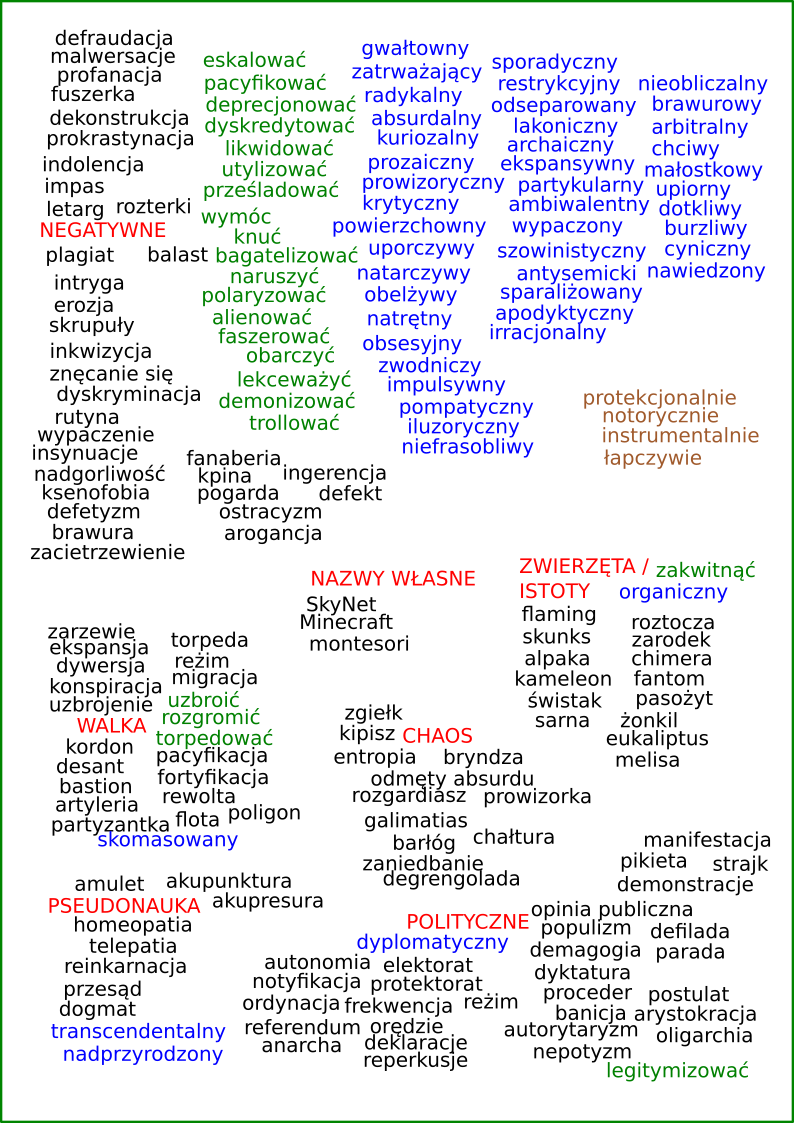 defraudacja
malwersacje
profanacja
fuszerka
dekonstrukcja
prokrastynacja
indolencja
impas
letarg rozterki
NEGATYWNE
plagiat balast
intryga
erozja
skrupuły
inkwizycja
znęcanie się
dyskryminacja
rutyna
wypaczenie
insynuacje
nadgorliwość
ksenofobia
defetyzm
brawura
zacietrzewienie
eskalować
pacyfikować
deprecjonować
dyskredytować
likwidować
utylizować
prześladować
wymóc
knuć
bagatelizować
naruszyć
polaryzować
alienować
faszerować
obarczyć
lekceważyć
demonizować
trollować
fanaberia
kpina ingerencja
pogarda defekt
ostracyzm
arogancja
gwałtowny
zatrważający
radykalny
absurdalny
kuriozalny
prozaiczny
prowizoryczny
krytyczny
powierzchowny
uporczywy
natarczywy
obelżywy
natrętny
obsesyjny
zwodniczy
impulsywny
pompatyczny
iluzoryczny
niefrasobliwy
sporadyczny
restrykcyjny
odseparowany
lakoniczny
archaiczny
ekspansywny
partykularny
ambiwalentny
wypaczony
szowinistyczny
antysemicki
sparaliżowany
apodyktyczny
irracjonalny
nieobliczalny
brawurowy
arbitralny
chciwy
małostkowy
upiorny
dotkliwy
burzliwy
cyniczny
nawiedzony
protekcjonalnie
notorycznie
instrumentalnie
łapczywie
NAZWY WŁASNE
SkyNet
Minecraft
montesori
ZWIERZĘTA / zakwitnąć
ISTOTY organiczny
flaming
skunks
alpaka
kameleon
świstak
sarna
roztocza
zarodek
chimera
fantom
pasożyt
żonkil
eukaliptus
melisa
zarzewie
ekspansja
dywersja
konspiracja
uzbrojenie
WALKA
kordon
desant
bastion
artyleria
partyzantka
skomasowany
torpeda
reżim
migracja
uzbroić
rozgromić
torpedować
pacyfikacja
fortyfikacja
rewolta
flota poligon
zgiełk
kipisz CHAOS
entropia bryndza
odmęty absurdu
rozgardiasz prowizorka
galimatias
barłóg chałtura
zaniedbanie
degrengolada
manifestacja
pikieta strajk
demonstracje
amulet akupunktura
PSEUDONAUKA akupresura
homeopatia
telepatia
reinkarnacja
przesąd
dogmat
transcendentalny
nadprzyrodzony
POLITYCZNE
dyplomatyczny
autonomia elektorat
notyfikacja protektorat
ordynacja frekwencja reżim
referendum orędzie
anarcha deklaracje
reperkusje
opinia publiczna
populizm defilada
demagogia parada
dyktatura
proceder postulat
banicja arystokracja
autorytaryzm oligarchia
nepotyzm
legitymizować